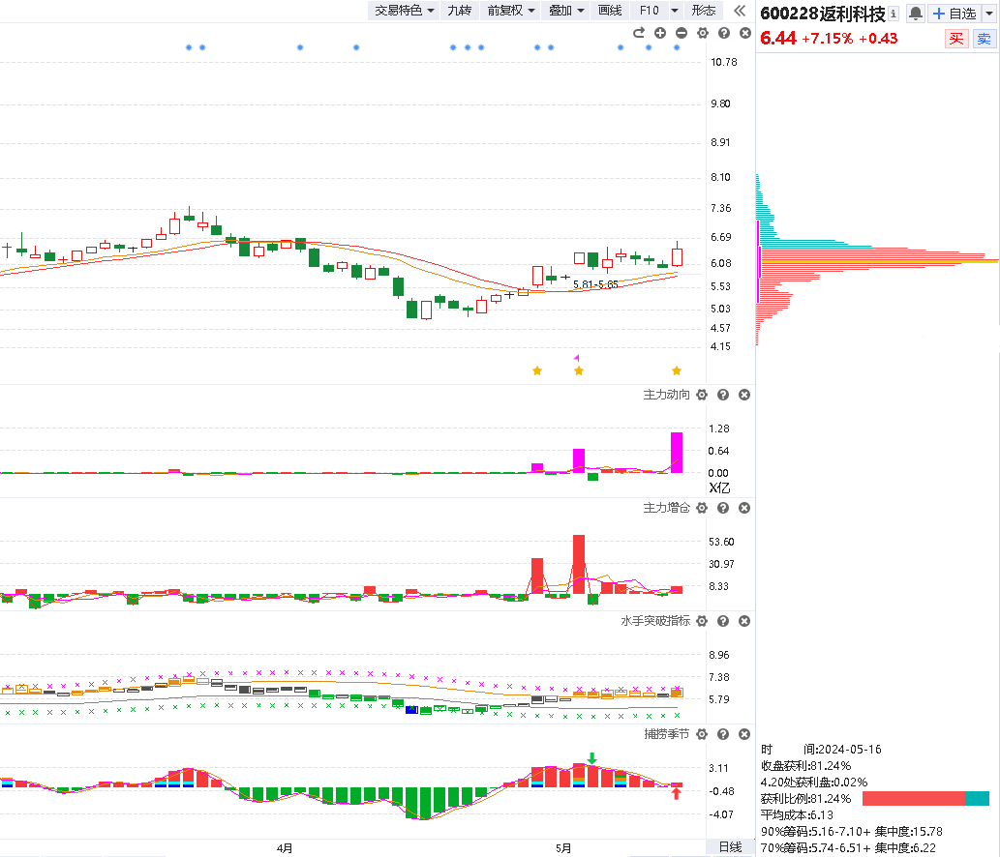 交易特色 九转 前复权 叠加 画线 F10 形态
600228返利科技 i 自选
6.44 +7.15% +0.43 买 卖
10.78
9.80
8.91
8.10
7.36
6.69
6.08
5.53
5.03
4.57
4.15
5.81-5.85
主力动向
1.28
0.64
0.00
X亿
主力增仓
53.60
30.97
8.33
水手突破指标
8.96
7.38
5.79
捕捞季节
3.11
-0.48
-4.07
4月 5月 日线
时 间:2024-05-16
收盘获利:81.24%
4.20处获利盘:0.02%
获利比例:81.24%
平均成本:6.13
90%筹码:5.16-7.10+ 集中度:15.78
70%筹码:5.74-6.51+ 集中度:6.22